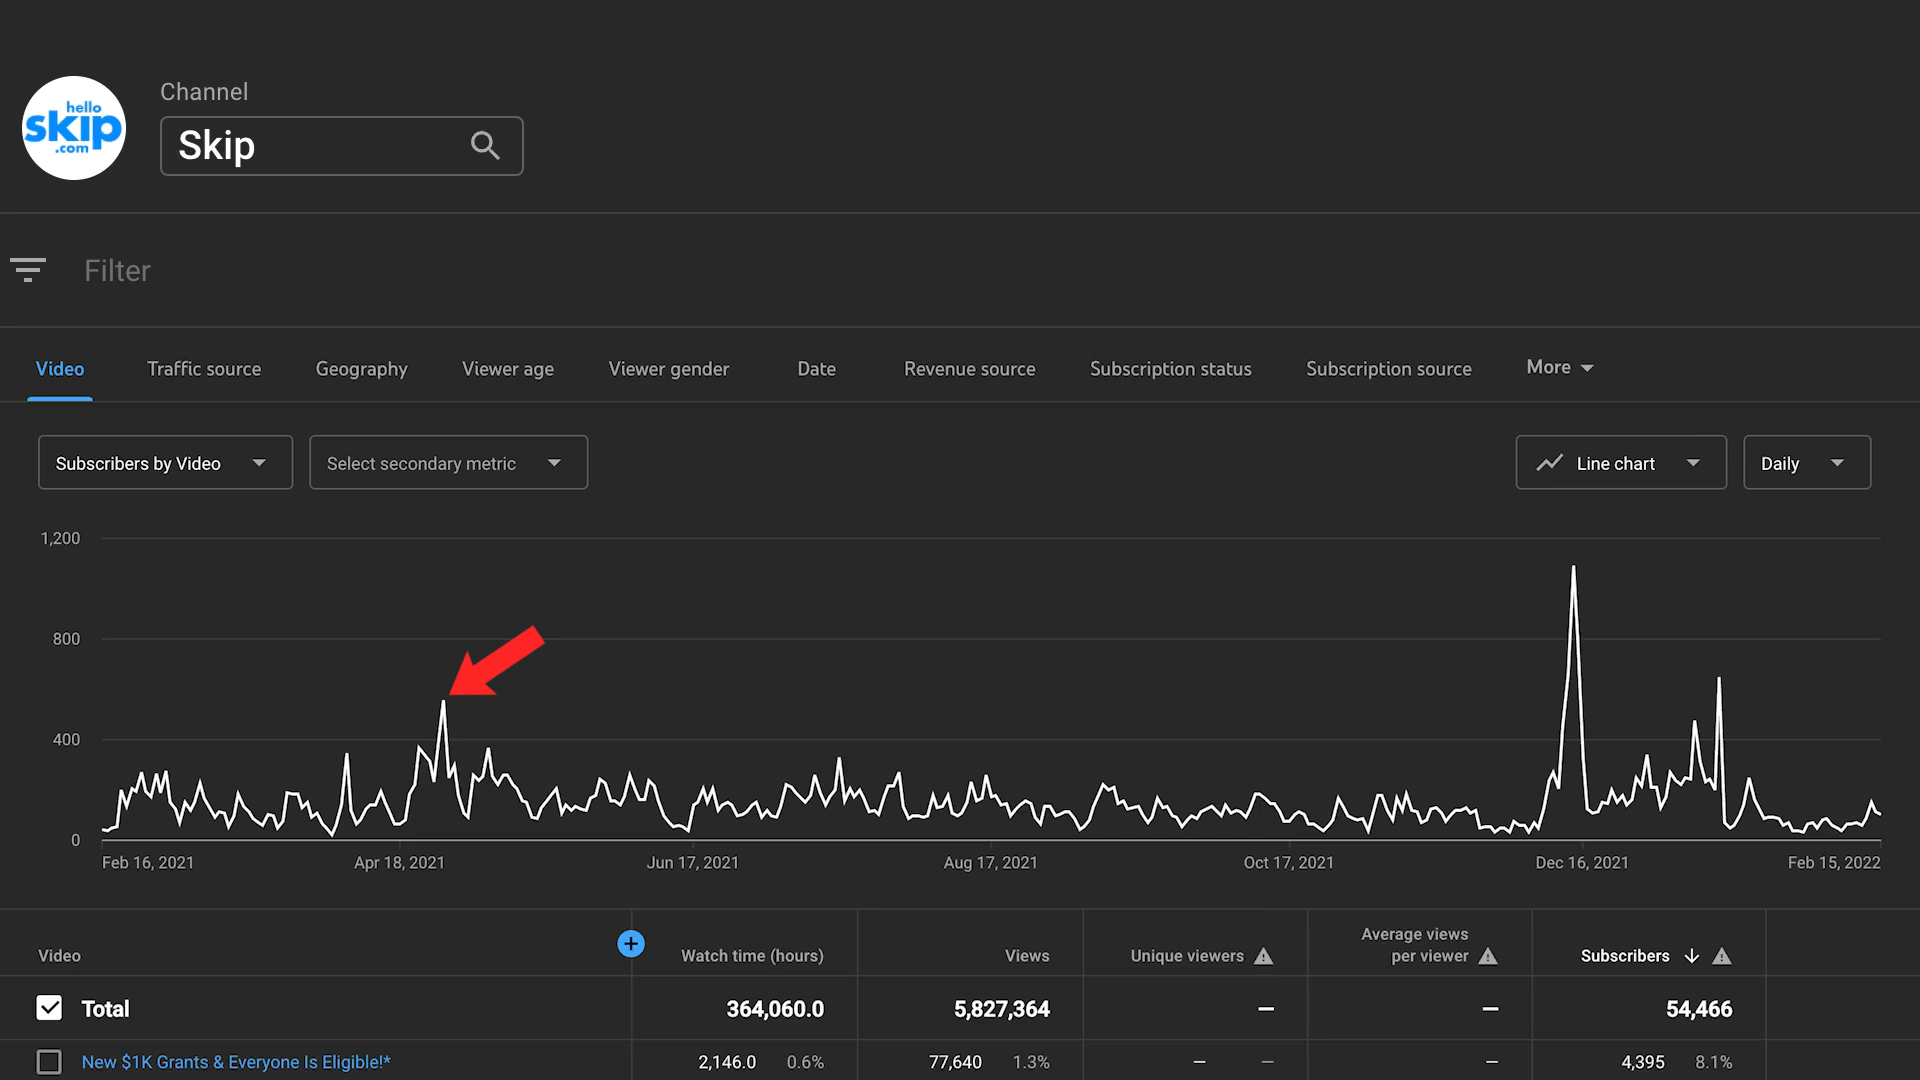 hello
skip
.com
Channel
Skip
Filter
Video Traffic source Geography Viewer age Viewer gender Date Revenue source Subscription status Subscription source More
Subscribers by Video Select secondary metric Line chart Daily
1,200
800
400
0
Feb 16, 2021 Apr 18, 2021 Jun 17, 2021 Aug 17, 2021 Oct 17, 2021 Dec 16, 2021 Feb 15, 2022
Video Watch time (hours) Views Unique viewers Average views per viewer Subscribers
Total 364,060.0 5,827,364 — — 54,466
New $1K Grants & Everyone Is Eligible!* 2,146.0 0.6% 77,640 1.3% — — — 4,395 8.1%